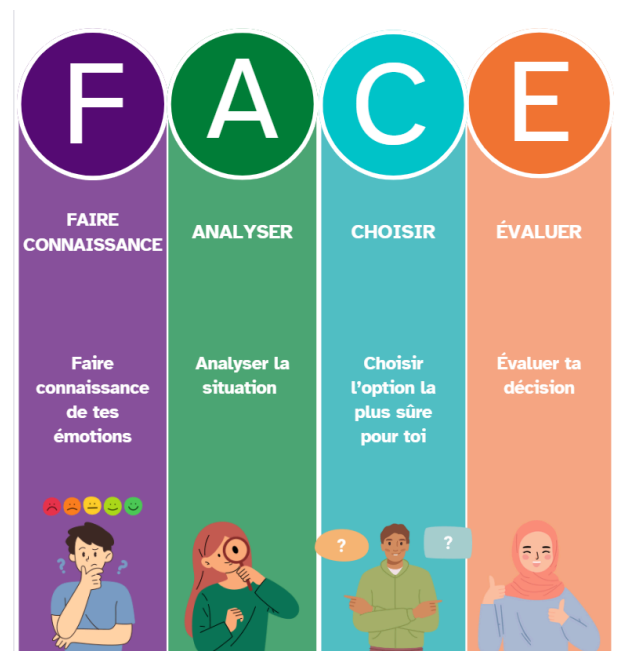 F
A
C
E
FAIRE
CONNAISSANCE
ANALYSER
CHOISIR
ÉVALUER
Faire
connaissance
de tes
émotions
Analyser la
situation
Choisir
l'option la
plus sûre
pour toi
Évaluer ta
décision
? ?
? ?